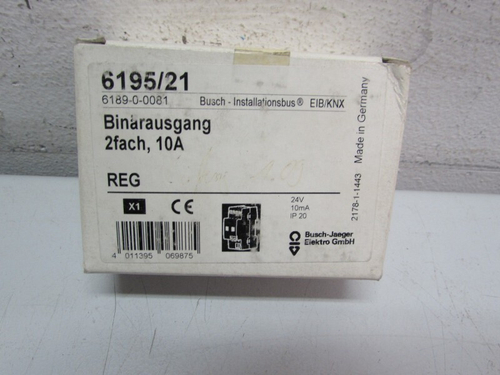 6195/21
6189-0-0081 Busch - Installationsbus® EIB/KNX
Binärausgang
2fach, 10A
REG
X1 CE
24V
10mA
IP 20
Busch-Jaeger
Elektro GmbH
4 011395 069875
2178-1-1443 Made in Germany